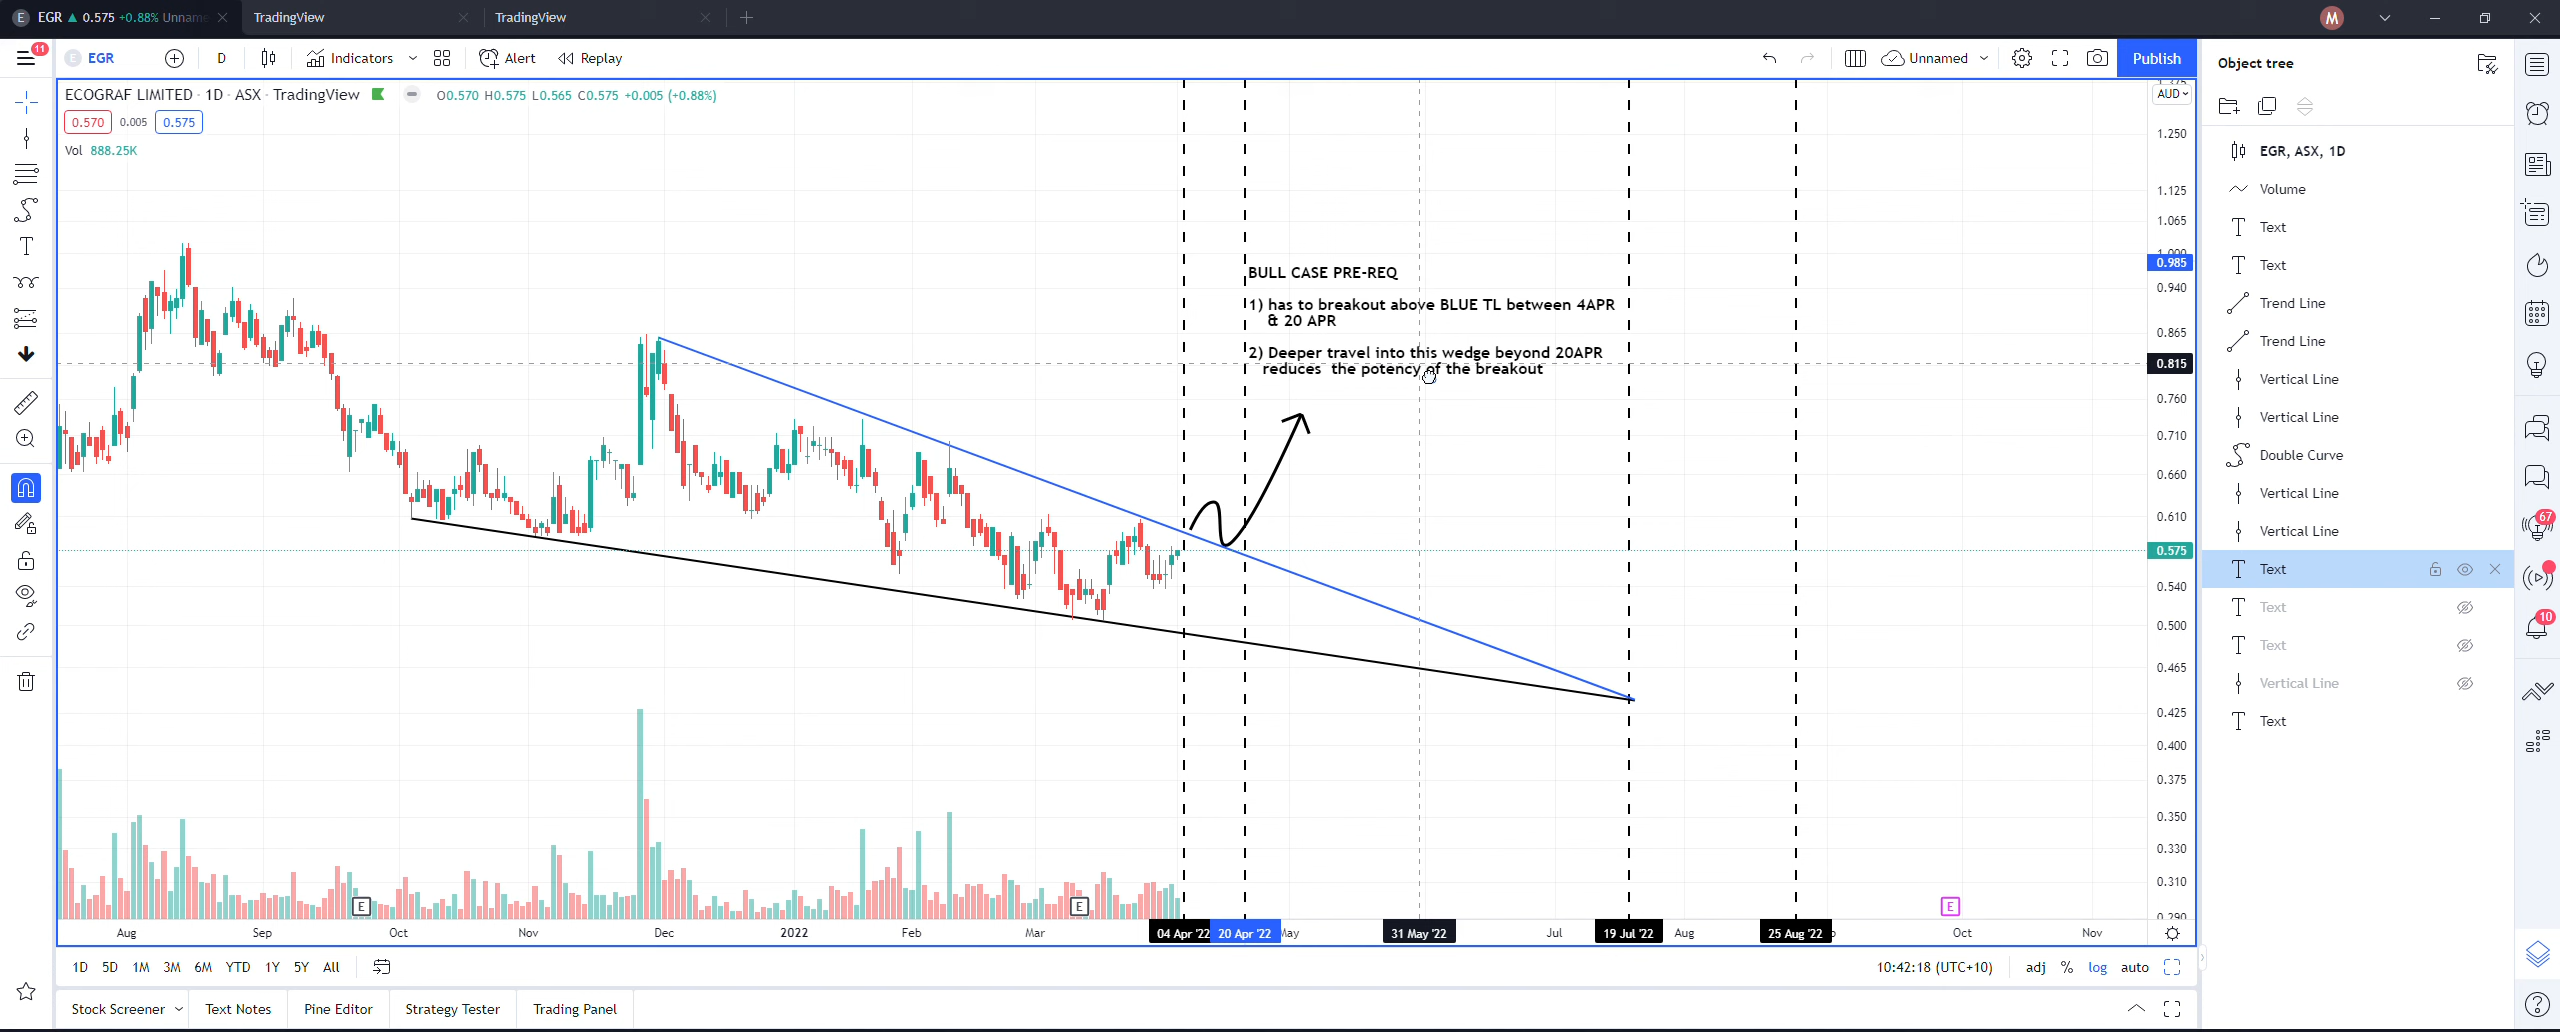 E EGR ▲ 0.575 +0.88% Unname
TradingView
TradingView
M
11
E EGR
D
Indicators
Alert
Replay
Unnamed
Publish
ECOGRAF LIMITED · 1D · ASX · TradingView
O0.570 H0.575 L0.565 C0.575 +0.005 (+0.88%)
0.570 0.005 0.575
Vol 888.25K
BULL CASE PRE-REQ
1) has to breakout above BLUE TL between 4APR
& 20 APR
2) Deeper travel into this wedge beyond 20APR
reduces the potency of the breakout
AUD
1.375
1.250
1.125
1.065
1.000
0.985
0.940
0.865
0.815
0.760
0.710
0.660
0.610
0.575
0.540
0.500
0.465
0.425
0.400
0.375
0.350
0.330
0.310
0.290
E
E
E
Aug Sep Oct Nov Dec 2022 Feb Mar 04 Apr '22 20 Apr '22 May 31 May '22 Jul 19 Jul '22 Aug 25 Aug '22 Oct Nov
1D 5D 1M 3M 6M YTD 1Y 5Y All
10:42:18 (UTC+10) adj % log auto
Stock Screener
Text Notes
Pine Editor
Strategy Tester
Trading Panel
Object tree
EGR, ASX, 1D
Volume
Text
Text
Trend Line
Trend Line
Vertical Line
Vertical Line
Double Curve
Vertical Line
Vertical Line
Text
Text
Text
Vertical Line
Text
67
10